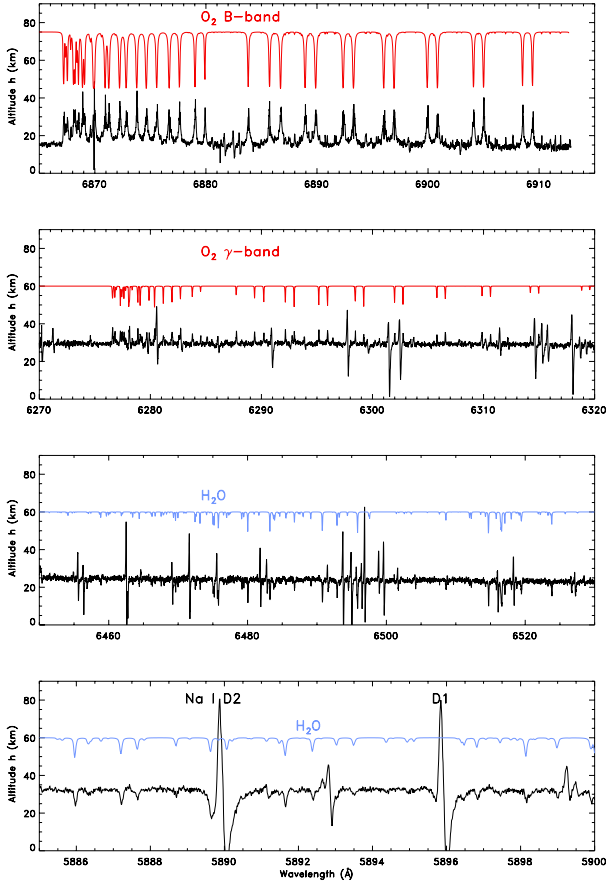 O2 B-band
80
60
40
20
0
Altitude h (km)
6870 6880 6890 6900 6910
O2 γ-band
80
60
40
20
0
Altitude h (km)
6270 6280 6290 6300 6310 6320
H2O
80
60
40
20
0
Altitude h (km)
6460 6480 6500 6520
Na I D2 D1
H2O
80
60
40
20
0
Altitude h (km)
5886 5888 5890 5892 5894 5896 5898 5900
Wavelength (Å)